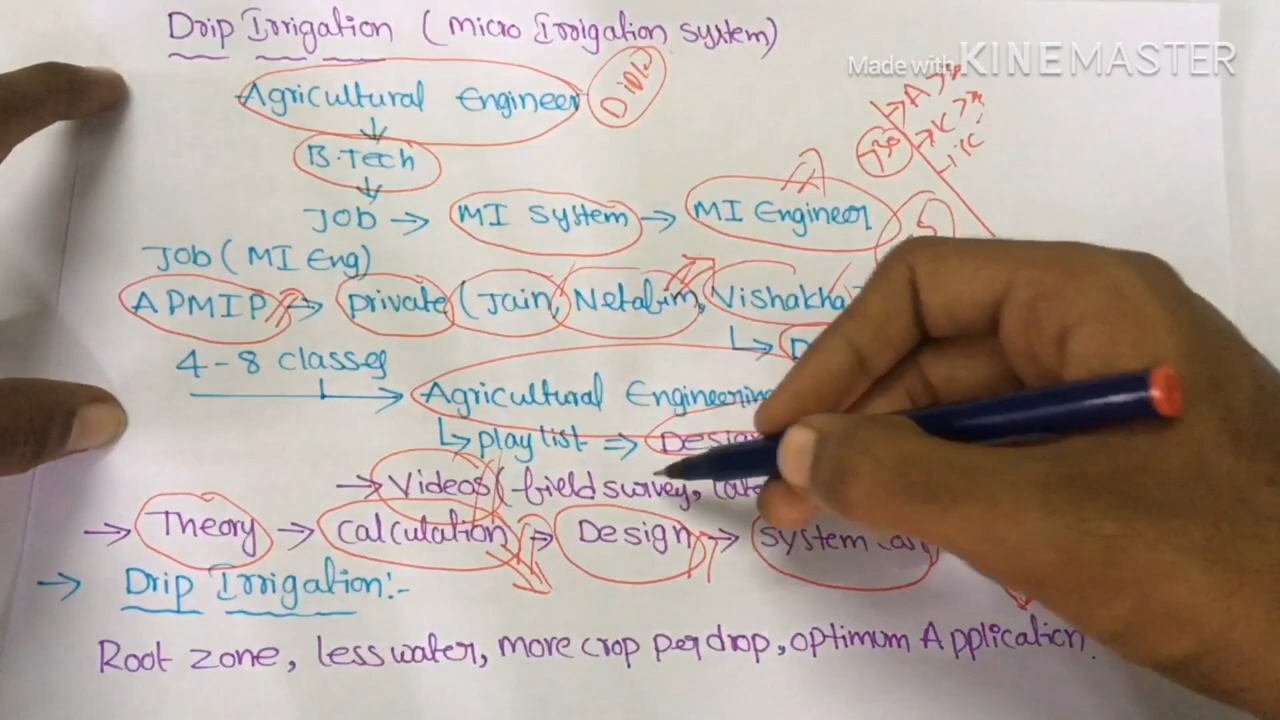 Drip Irrigation (Micro Irrigation system)
Made with KINEMASTER
Agricultural Engineer
B.Tech
JOB → MI System → MI Engineer
JOB (MI Eng)
APMIP → private (Jain, Netafim, Vishakha
4-8 classes
→ Agricultural Engineering
↳ playlist ⇒
→ Videos (field survey,
→ Theory → Calculation → Design → System
→ Drip Irrigation:-
Root zone, less water, more crop per drop, optimum Application.